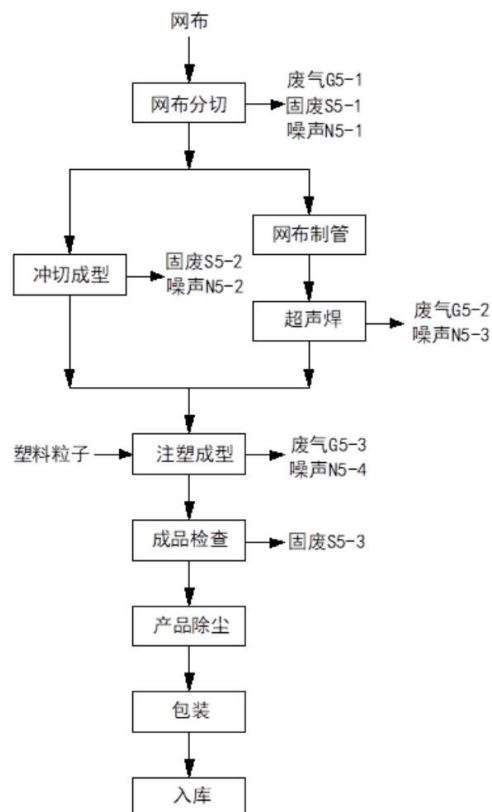 网布
网布分切
废气G5-1
固废S5-1
噪声N5-1
网布制管
冲切成型
固废S5-2
噪声N5-2
超声焊
废气G5-2
噪声N5-3
塑料粒子
注塑成型
废气G5-3
噪声N5-4
成品检查
固废S5-3
产品除尘
包装
入库